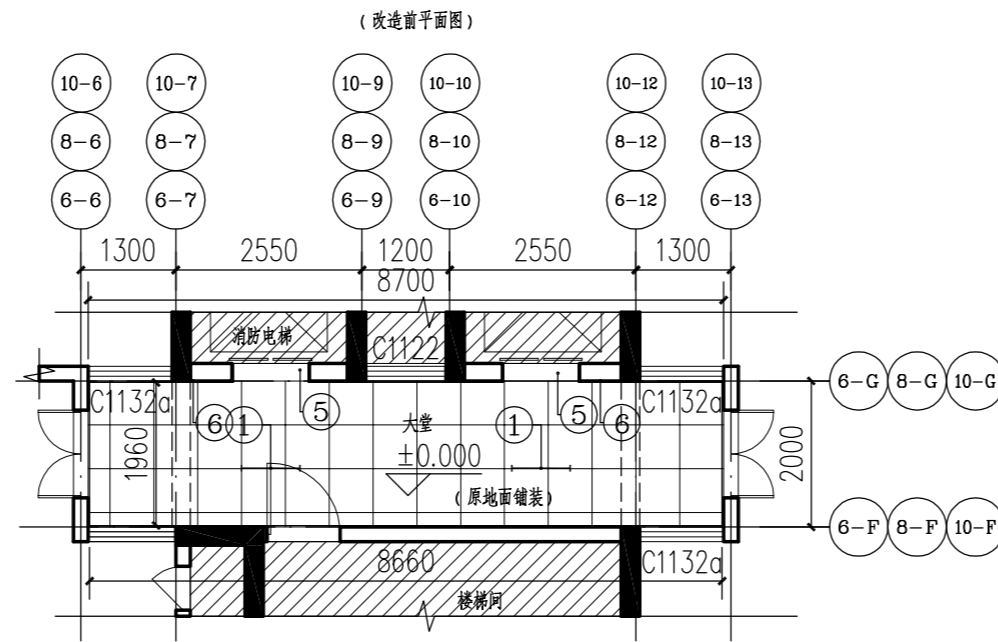 (改造前平面图)
10-6 10-7 10-9 10-10 10-12 10-13
8-6 8-7 8-9 8-10 8-12 8-13
6-6 6-7 6-9 6-10 6-12 6-13
1300 2550 1200 2550 1300
8700
消防电梯
C1122
6-G 8-G 10-G
C1132a C1132a
6 1 5 大堂 1 5 6
1960 ±0.000 2000
(原地面铺装)
6-F 8-F 10-F
8660 C1132a
楼梯间